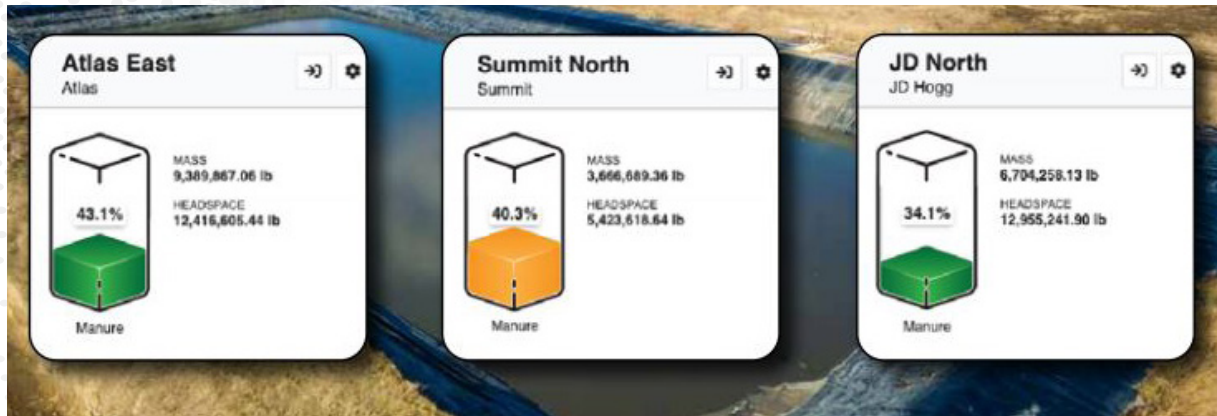 Atlas East
Atlas
43.1%
MASS
9,389,867.06 lb
HEADSPACE
12,416,605.44 lb
Manure
Summit North
Summit
40.3%
MASS
3,666,689.36 lb
HEADSPACE
5,423,618.64 lb
Manure
JD North
JD Hogg
34.1%
MASS
6,704,258.13 lb
HEADSPACE
12,955,241.90 lb
Manure